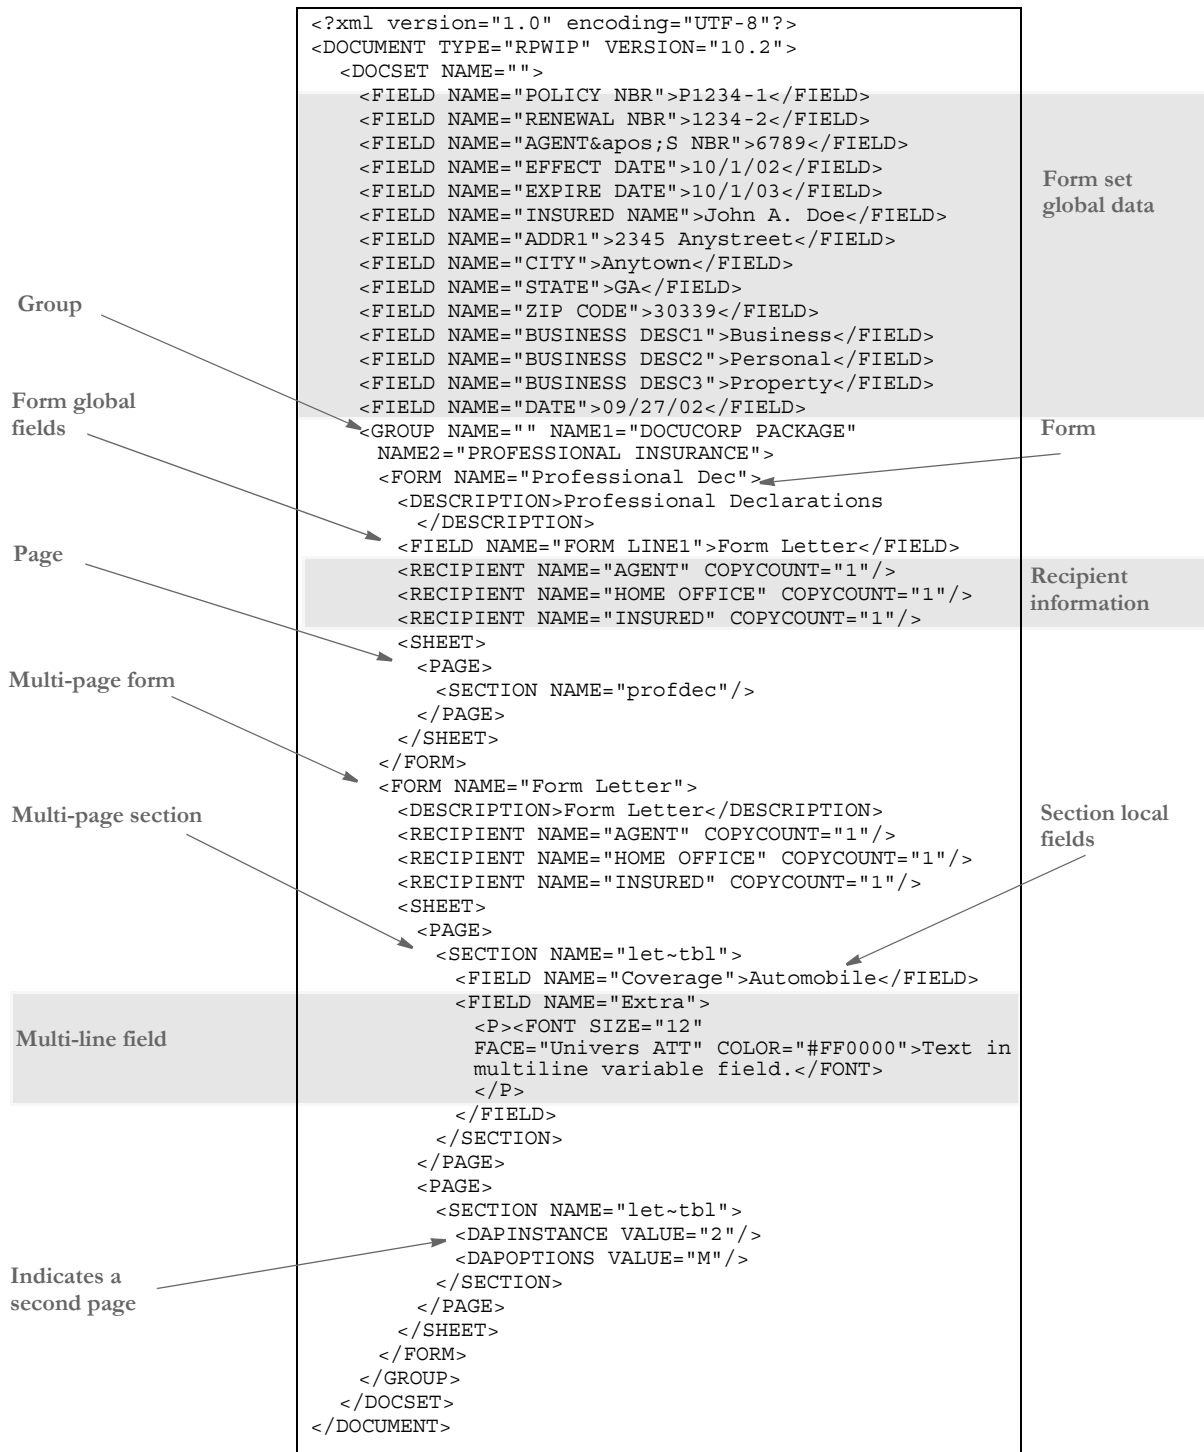 <?xml version="1.0" encoding="UTF-8"?>
<DOCUMENT TYPE="RPWIP" VERSION="10.2">
<DOCSET NAME="">
<FIELD NAME="POLICY NBR">P1234-1</FIELD>
<FIELD NAME="RENEWAL NBR">1234-2</FIELD>
<FIELD NAME="AGENT&apos;S NBR">6789</FIELD>
<FIELD NAME="EFFECT DATE">10/1/02</FIELD>
<FIELD NAME="EXPIRE DATE">10/1/03</FIELD>
<FIELD NAME="INSURED NAME">John A. Doe</FIELD>
<FIELD NAME="ADDR1">2345 Anystreet</FIELD>
<FIELD NAME="CITY">Anytown</FIELD>
<FIELD NAME="STATE">GA</FIELD>
<FIELD NAME="ZIP CODE">30339</FIELD>
<FIELD NAME="BUSINESS DESC1">Business</FIELD>
<FIELD NAME="BUSINESS DESC2">Personal</FIELD>
<FIELD NAME="BUSINESS DESC3">Property</FIELD>
<FIELD NAME="DATE">09/27/02</FIELD>
<GROUP NAME="" NAME1="DOCUCORP PACKAGE"
NAME2="PROFESSIONAL INSURANCE">
<FORM NAME="Professional Dec">
<DESCRIPTION>Professional Declarations
</DESCRIPTION>
<FIELD NAME="FORM LINE1">Form Letter</FIELD>
<RECIPIENT NAME="AGENT" COPYCOUNT="1"/>
<RECIPIENT NAME="HOME OFFICE" COPYCOUNT="1"/>
<RECIPIENT NAME="INSURED" COPYCOUNT="1"/>
<SHEET>
<PAGE>
<SECTION NAME="profdec"/>
</PAGE>
</SHEET>
</FORM>
<FORM NAME="Form Letter">
<DESCRIPTION>Form Letter</DESCRIPTION>
<RECIPIENT NAME="AGENT" COPYCOUNT="1"/>
<RECIPIENT NAME="HOME OFFICE" COPYCOUNT="1"/>
<RECIPIENT NAME="INSURED" COPYCOUNT="1"/>
<SHEET>
<PAGE>
<SECTION NAME="let~tbl">
<FIELD NAME="Coverage">Automobile</FIELD>
<FIELD NAME="Extra">
<P><FONT SIZE="12"
FACE="Univers ATT" COLOR="#FF0000">Text in
multiline variable field.</FONT>
</P>
</FIELD>
</SECTION>
</PAGE>
<PAGE>
<SECTION NAME="let~tbl">
<DAPINSTANCE VALUE="2"/>
<DAPOPTIONS VALUE="M"/>
</SECTION>
</PAGE>
</SHEET>
</FORM>
</GROUP>
</DOCSET>
</DOCUMENT>
Group
Form global
fields
Page
Multi-page form
Multi-page section
Multi-line field
Indicates a
second page
Form set
global data
Form
Recipient
information
Section local
fields